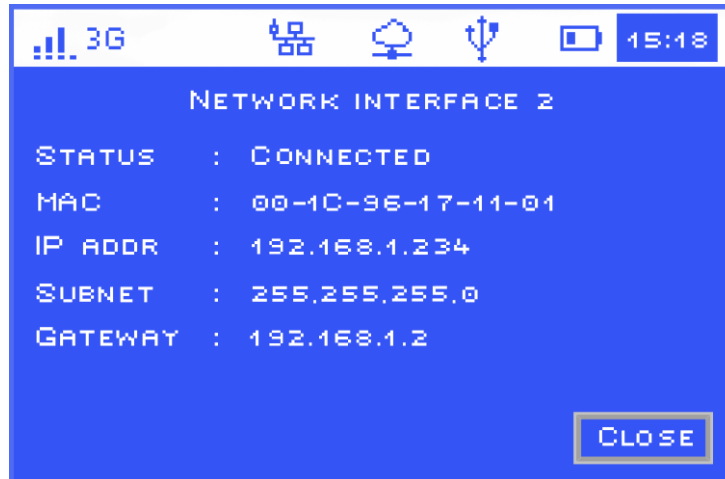 3G 15:18
Network interface 2
Status : Connected
MAC : 00-1C-96-17-11-01
IP addr : 192.168.1.234
Subnet : 255.255.255.0
Gateway : 192.168.1.2
Close